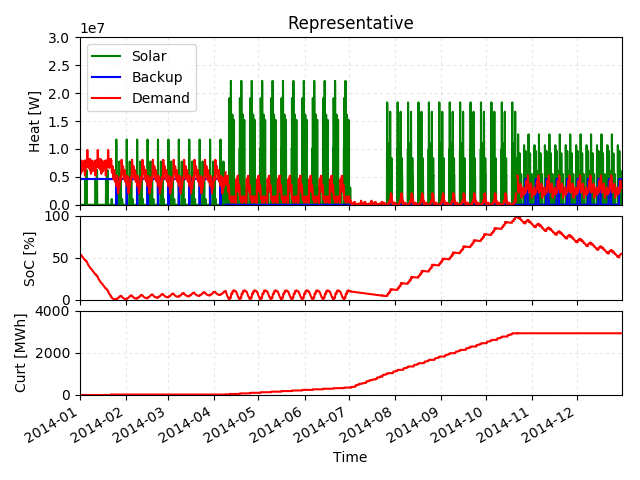 Representative
1e7
3.0
2.5
2.0
1.5
1.0
0.5
0.0
Heat [W]
Solar
Backup
Demand
100
50
0
SoC [%]
4000
2000
0
Curt [MWh]
2014-01
2014-02
2014-03
2014-04
2014-05
2014-06
2014-07
2014-08
2014-09
2014-10
2014-11
2014-12
Time